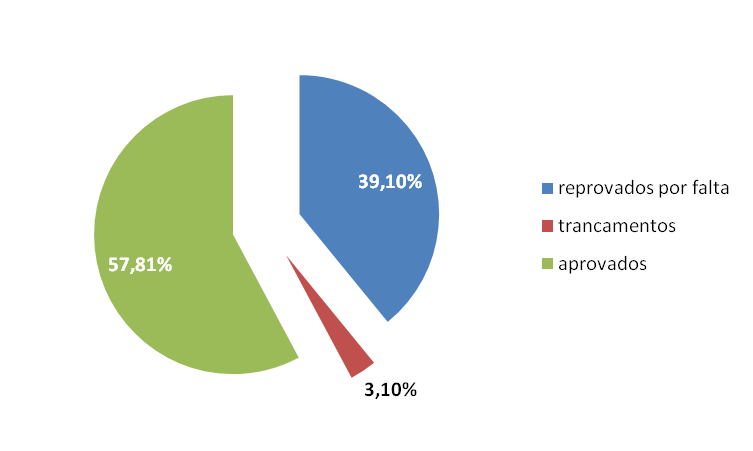 39,10%
57,81%
3,10%
reprovados por falta
trancamentos
aprovados